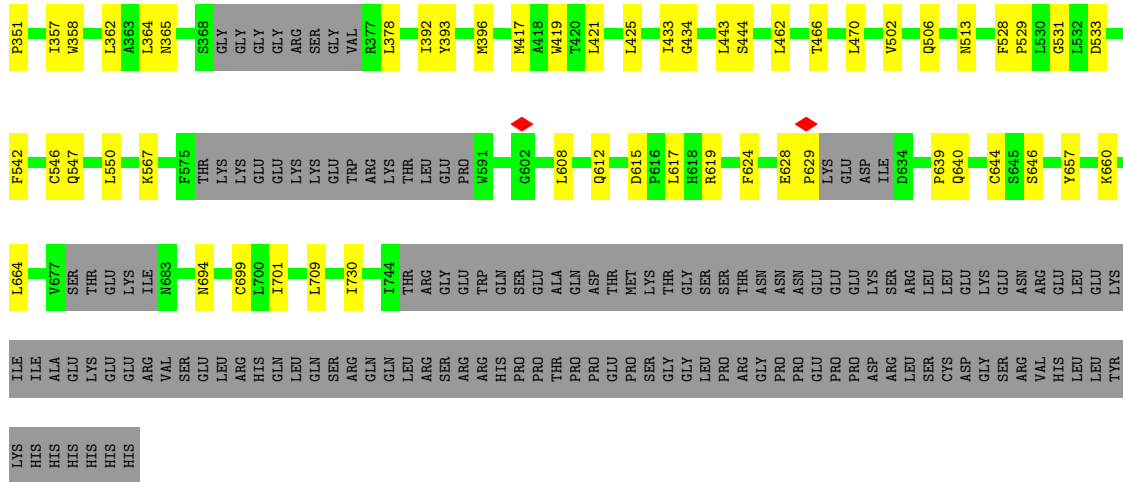 P351 I357 W358 L362 A363 L364 N365 S368 GLY GLY GLY GLY ARG SER GLY VAL R377 L378 I392 Y393 M396 M417 A418 W419 T420 L421 L425 I433 G434 L443 S444 L462 T466 L470 V502 Q506 N513 F528 P529 L530 G531 L532 D533
F542 C546 Q547 L550 K567 F575 THR LYS LYS GLU GLU LYS LYS GLU TRP ARG LYS THR LEU GLU PRO W591 G602 L608 Q612 D615 P616 L617 H618 R619 F624 E628 P629 LYS GLU ASP ILE D634 P639 Q640 C644 S645 S646 Y657 K660
L664 V677 SER THR GLU LYS ILE N683 N694 C699 L700 I701 L709 I730 I744 THR ARG GLY GLU TRP GLN SER GLU ALA GLN ASP THR MET LYS THR GLY SER SER THR ASN ASN ASN GLU GLU GLU LYS SER ARG LEU LEU GLU LYS GLU ASN ARG GLU LEU GLU LYS
ILE ILE ALA GLU LYS GLU GLU ARG VAL SER GLU LEU ARG HIS GLN LEU GLN SER ARG GLN GLN LEU ARG SER ARG ARG HIS PRO PRO THR PRO PRO GLU PRO SER GLY GLY LEU PRO ARG GLY PRO PRO GLU PRO PRO ASP ARG LEU SER CYS ASP GLY SER ARG VAL HIS LEU LEU TYR
LYS HIS HIS HIS HIS HIS HIS